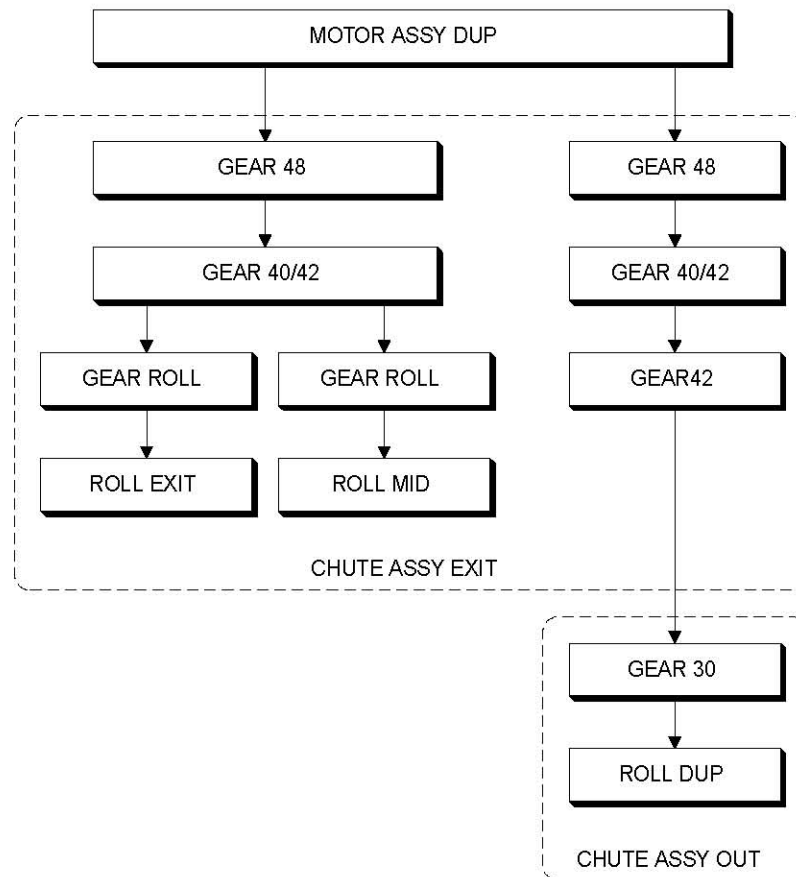 MOTOR ASSY DUP
GEAR 48
GEAR 48
GEAR 40/42
GEAR 40/42
GEAR ROLL
GEAR ROLL
GEAR42
ROLL EXIT
ROLL MID
CHUTE ASSY EXIT
GEAR 30
ROLL DUP
CHUTE ASSY OUT